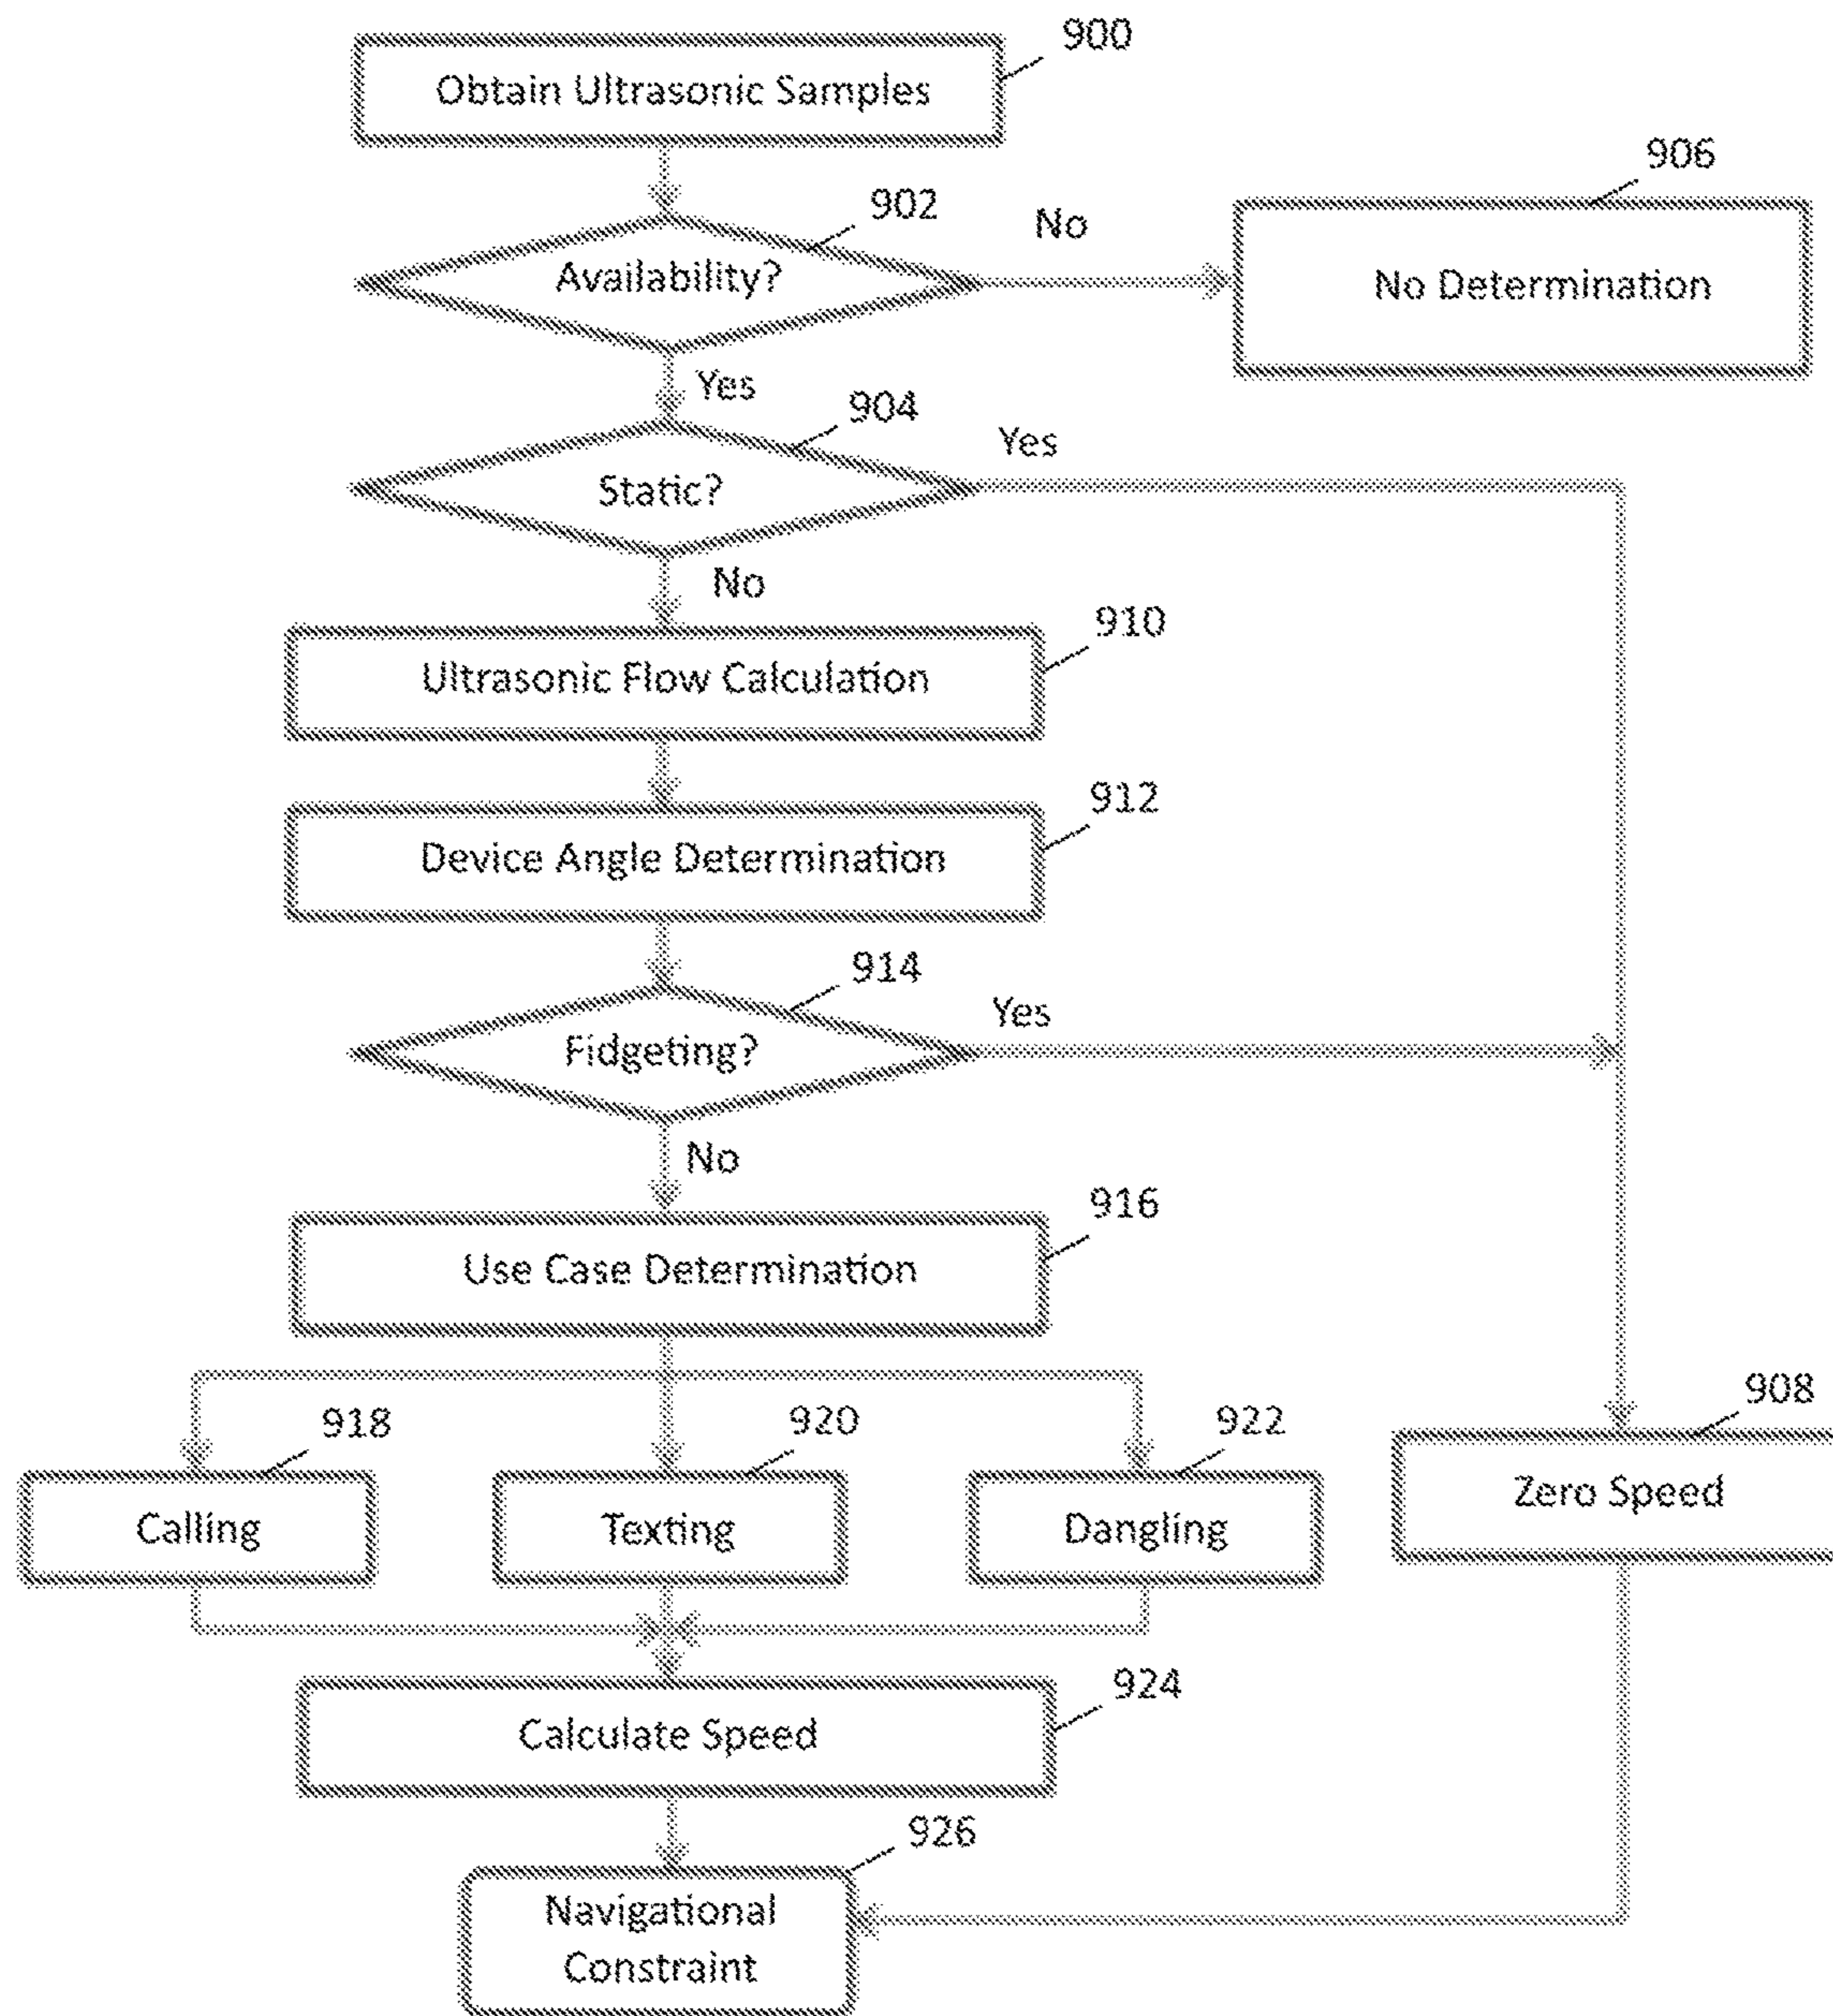 900
Obtain Ultrasonic Samples
906
902
No
Availability?
No Determination
Yes
904
Yes
Static?
No
910
Ultrasonic Flow Calculation
912
Device Angle Determination
914
Yes
Fidgeting?
No
916
Use Case Determination
908
918
920
922
Zero Speed
Calling
Texting
Dangling
924
Calculate Speed
926
Navigational
Constraint